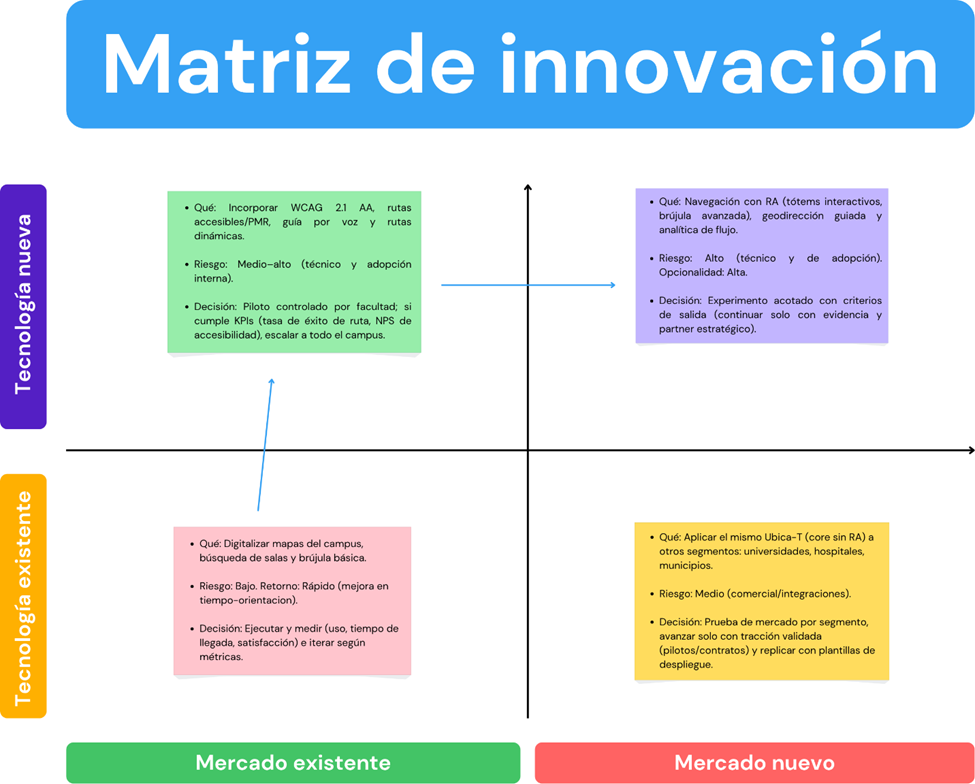 Matriz de innovación
Tecnología nueva
• Qué: Incorporar WCAG 2.1 AA, rutas
accesibles/PMR, guía por voz y rutas
dinámicas.
• Riesgo: Medio–alto (técnico y adopción
interna).
• Decisión: Piloto controlado por facultad; si
cumple KPIs (tasa de éxito de ruta, NPS de
accesibilidad), escalar a todo el campus.
• Qué: Navegación con RA (tótems interactivos,
brújula avanzada), geodirección guiada y
analítica de flujo.
• Riesgo: Alto (técnico y de adopción).
Opcionalidad: Alta.
• Decisión: Experimento acotado con criterios
de salida (continuar solo con evidencia y
partner estratégico).
Tecnología existente
• Qué: Digitalizar mapas del campus,
búsqueda de salas y brújula básica.
• Riesgo: Bajo. Retorno: Rápido (mejora en
tiempo-orientacion).
• Decisión: Ejecutar y medir (uso, tiempo de
llegada, satisfacción) e iterar según
métricas.
• Qué: Aplicar el mismo Ubica-T (core sin RA) a
otros segmentos: universidades, hospitales,
municipios.
• Riesgo: Medio (comercial/integraciones).
• Decisión: Prueba de mercado por segmento,
avanzar solo con tracción validada
(pilotos/contratos) y replicar con plantillas de
despliegue.
Mercado existente
Mercado nuevo